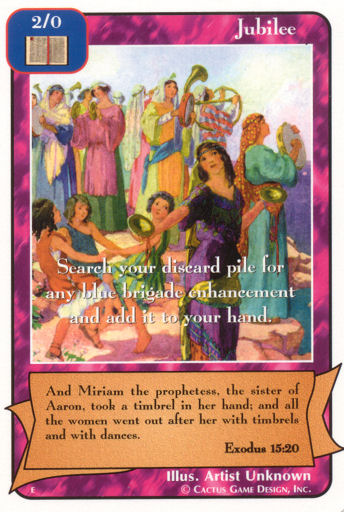 2/0
Jubilee
Search your discard pile for
any blue brigade enhancement
and add it to your hand.
And Miriam the prophetess, the sister of
Aaron, took a timbrel in her hand; and all
the women went out after her with timbrels
and with dances.
Exodus 15:20
Illus. Artist Unknown
E
© Cactus Game Design, Inc.